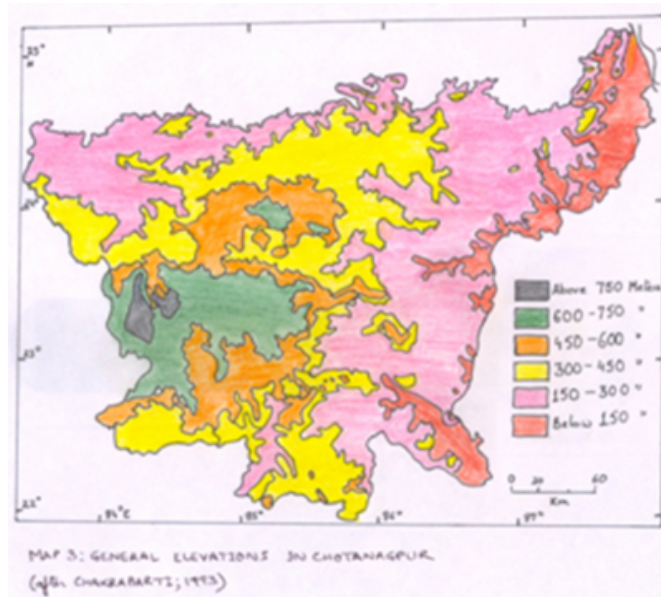 25°
N
24°
23°
22°
84°E
85°
86°
87°
Above 750 Meters
600-750 "
450-600 "
300-450 "
150-300 "
Below 150 "
0 20 60
Km
MAP 3: GENERAL ELEVATIONS IN CHOTANAGPUR
(after CHAKRABARTI, 1993)